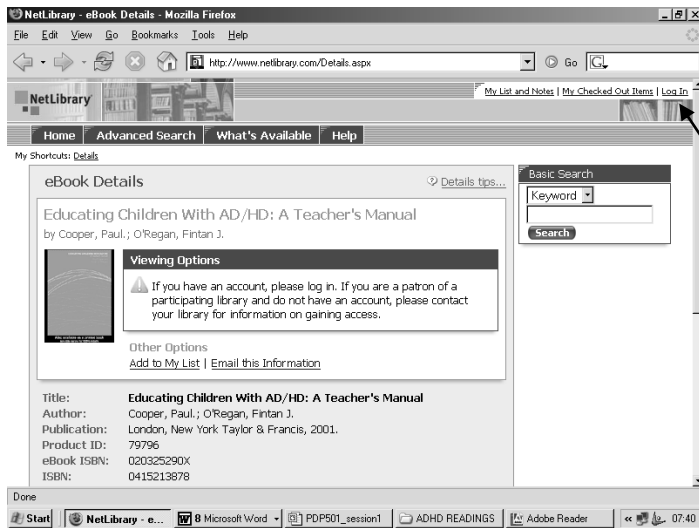 NetLibrary - eBook Details - Mozilla Firefox
File Edit View Go Bookmarks Tools Help
http://www.netlibrary.com/Details.aspx Go
NetLibrary
My List and Notes | My Checked Out Items | Log In
Home Advanced Search What's Available Help
My Shortcuts: Details
eBook Details
Details tips...
Educating Children With AD/HD: A Teacher's Manual
by Cooper, Paul.; O'Regan, Fintan J.
Viewing Options
If you have an account, please log in. If you are a patron of a
participating library and do not have an account, please contact
your library for information on gaining access.
Other Options
Add to My List | Email this Information
Title: Educating Children With AD/HD: A Teacher's Manual
Author: Cooper, Paul.; O'Regan, Fintan J.
Publication: London, New York Taylor & Francis, 2001.
Product ID: 79796
eBook ISBN: 020325290X
ISBN: 0415213878
Basic Search
Keyword
Search
Done
Start NetLibrary - e... 8 Microsoft Word PDP501_session1 ADHD READINGS Adobe Reader « 07:40